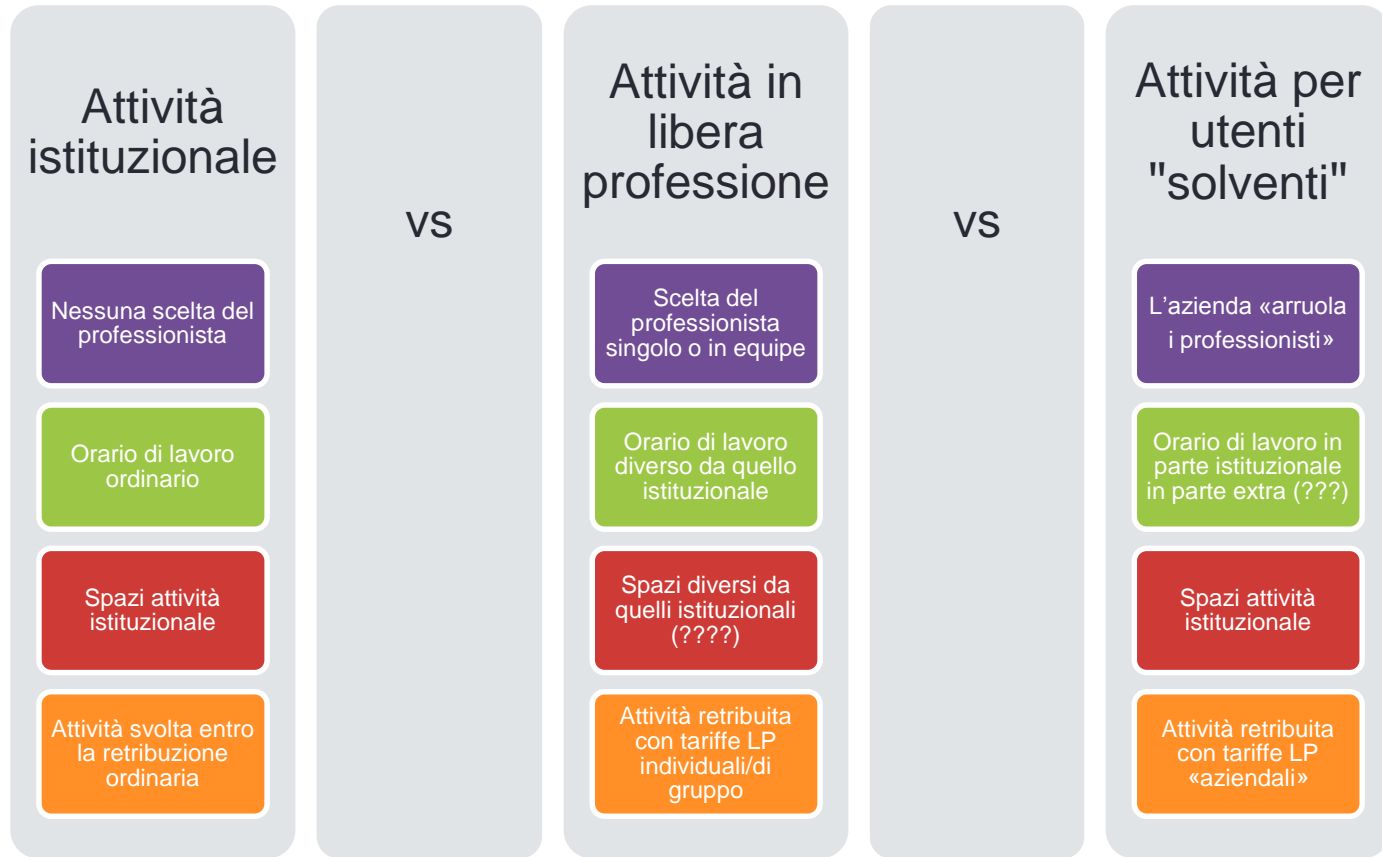 Attività
istituzionale
Nessuna scelta del
professionista
Orario di lavoro
ordinario
Spazi attività
istituzionale
Attività svolta entro
la retribuzione
ordinaria
vs
Attività in
libera
professione
Scelta del
professionista
singolo o in equipe
Orario di lavoro
diverso da quello
istituzionale
Spazi diversi da
quelli istituzionali
(????)
Attività retribuita
con tariffe LP
individuali/di
gruppo
vs
Attività per
utenti
"solventi"
L’azienda «arruola
i professionisti»
Orario di lavoro in
parte istituzionale
in parte extra (???)
Spazi attività
istituzionale
Attività retribuita
con tariffe LP
«aziendali»